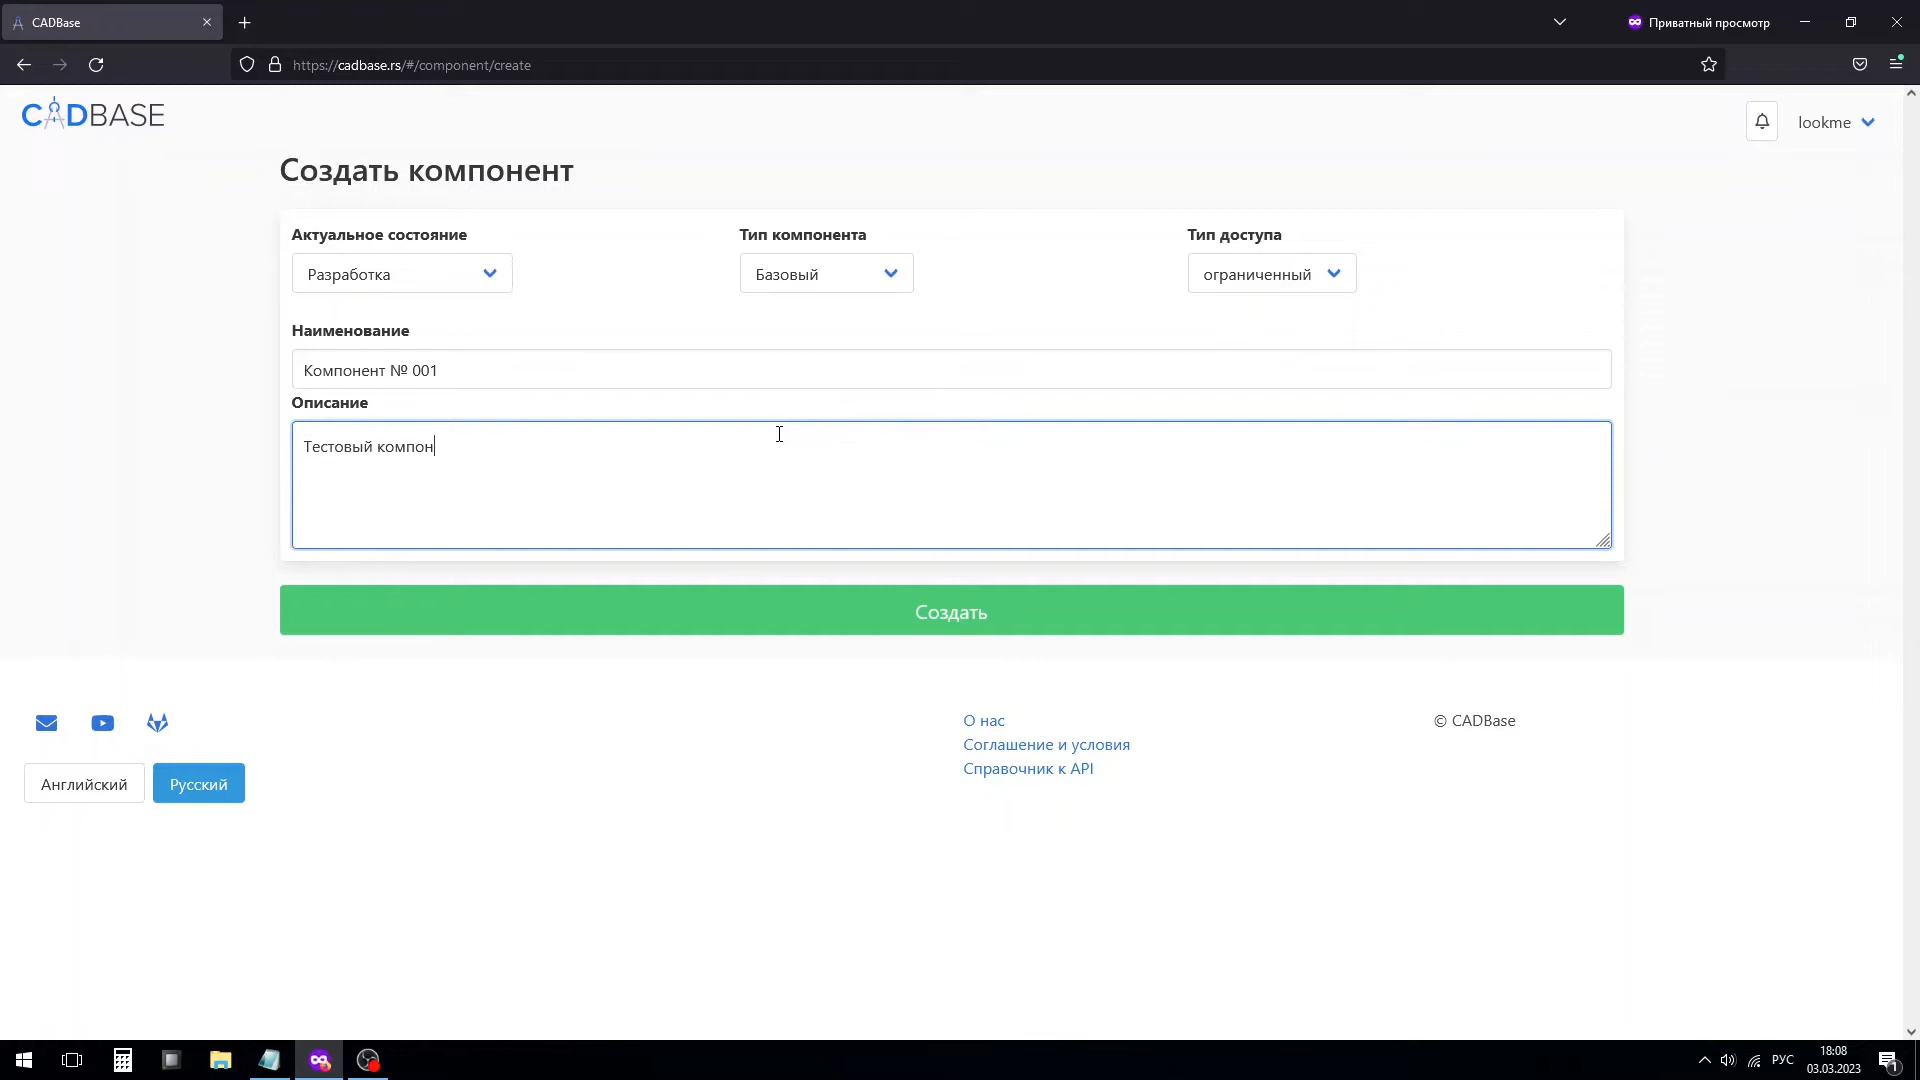 CADBase
Приватный просмотр
https://cadbase.rs/#/component/create
CADBASE
lookme
Создать компонент
Актуальное состояние
Тип компонента
Тип доступа
Разработка
Базовый
ограниченный
Наименование
Компонент № 001
Описание
Тестовый компон
Создать
О нас
© CADBase
Соглашение и условия
Справочник к API
Английский
Русский
РУС
18:08
03.03.2023
1